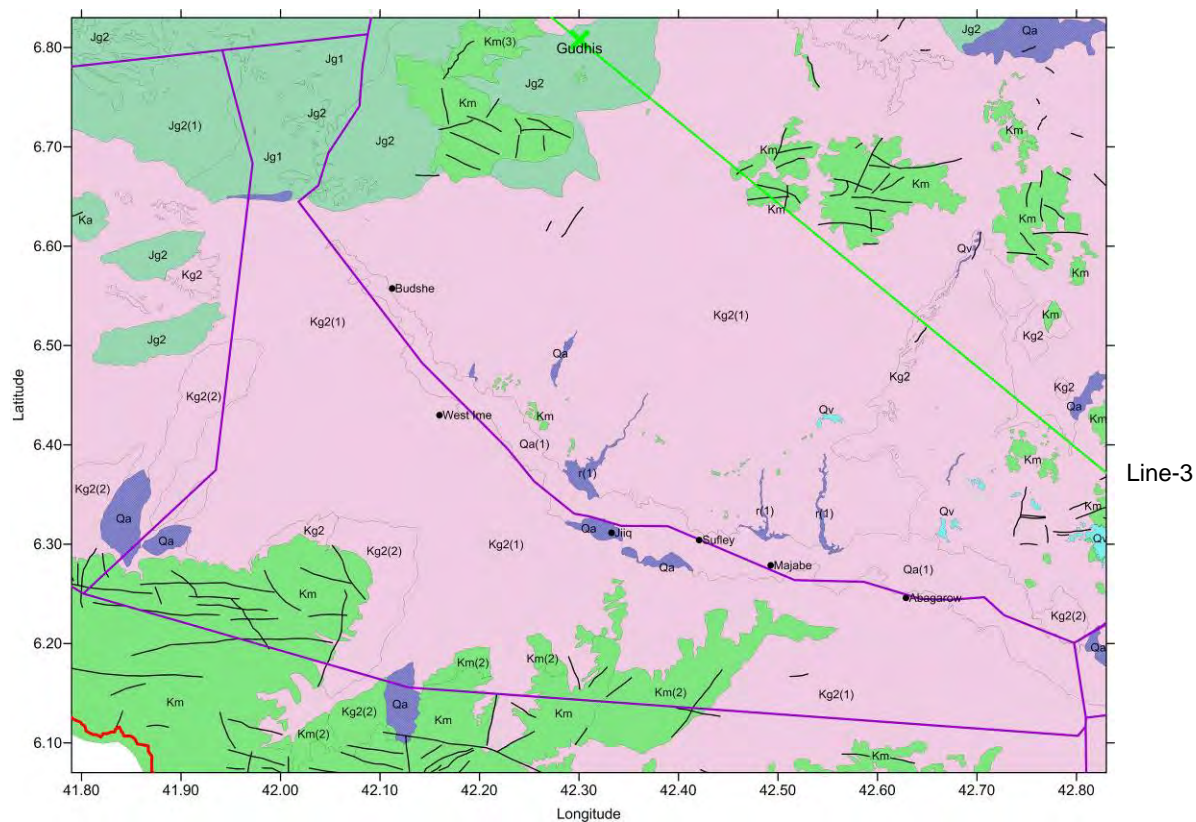 6.80
6.70
6.60
6.50
6.40
6.30
6.20
6.10
Latitude
41.80
41.90
42.00
42.10
42.20
42.30
42.40
42.50
42.60
42.70
42.80
Longitude
Line-3
Jg2
Jg1
Km(3)
Gudhis
Jg2
Qa
Jg2
Jg2
Km
Jg2(1)
Jg2
Jg2
Km
Jg1
Km
Km
Ka
Km
Km
Jg2
Kg2
Qv
Km
Budshe
Kg2(1)
Kg2(1)
Km
Jg2
Kg2
Qa
Kg2
Kg2
Kg2(2)
Qa
West Ime
Km
Qv
Km
Qa(1)
Km
Kg2(2)
r(1)
Km
Qa
r(1)
r(1)
Qv
Kg2
Qa
Kg2(2)
Kg2(1)
Qa
Jiiq
Sufley
Qv
Qa
Majabe
Qa(1)
Km
Abagarow
Kg2(2)
Qa
Km(2)
Km(2)
Km(2)
Kg2(1)
Km
Kg2(2)
Qa
Km
Km
Km(2)
Km